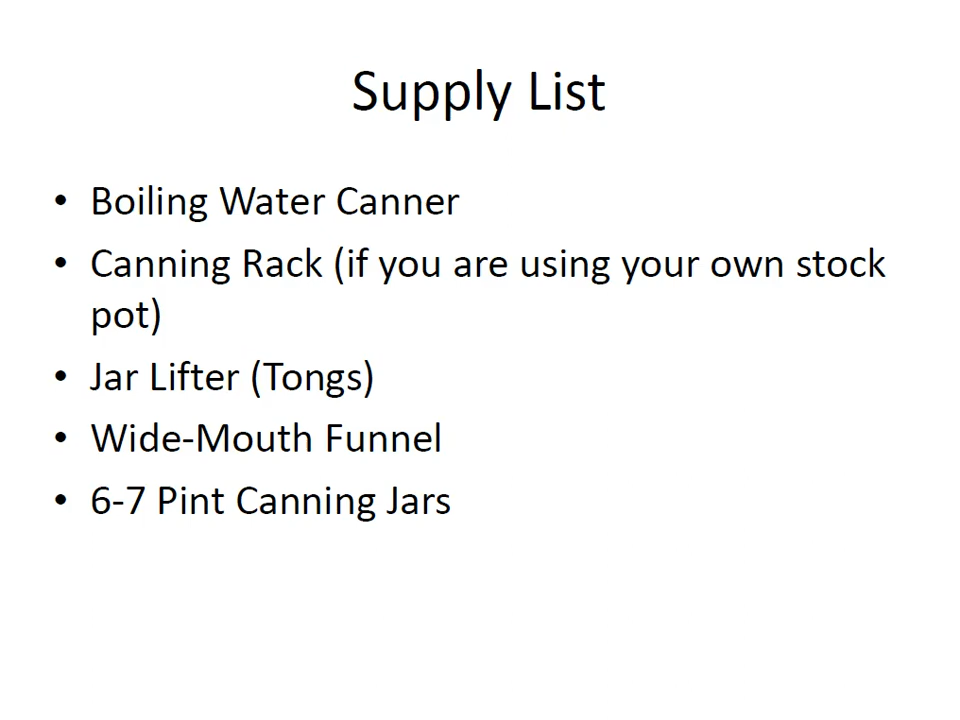 Supply List
• Boiling Water Canner
• Canning Rack (if you are using your own stock
pot)
• Jar Lifter (Tongs)
• Wide-Mouth Funnel
• 6-7 Pint Canning Jars